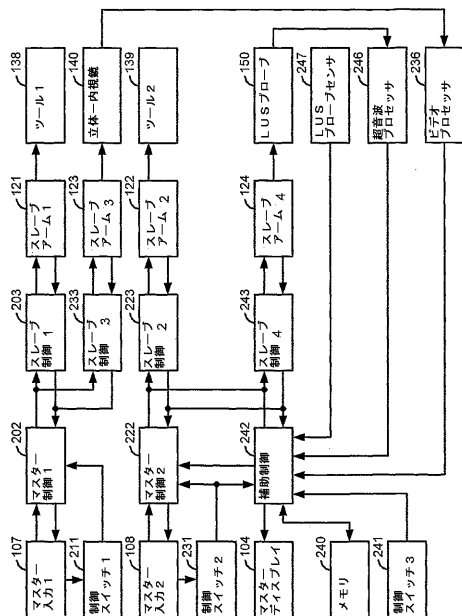 107
マスター
入力 1
211
制御
スイッチ 1
108
マスター
入力 2
231
制御
スイッチ 2
104
マスター
ディスプレイ
240
メモリ
241
制御
スイッチ 3
202
マスター
制御 1
222
マスター
制御 2
242
補助制御
203
スレーブ
制御 1
233
スレーブ
制御 3
223
スレーブ
制御 2
243
スレーブ
制御 4
121
スレーブ
アーム 1
123
スレーブ
アーム 3
122
スレーブ
アーム 2
124
スレーブ
アーム 4
138
ツール 1
140
立体一内視鏡
139
ツール 2
150
LUSプローブ
247
LUS
プローブセンサ
246
超音波
プロセッサ
236
ビデオ
プロセッサ